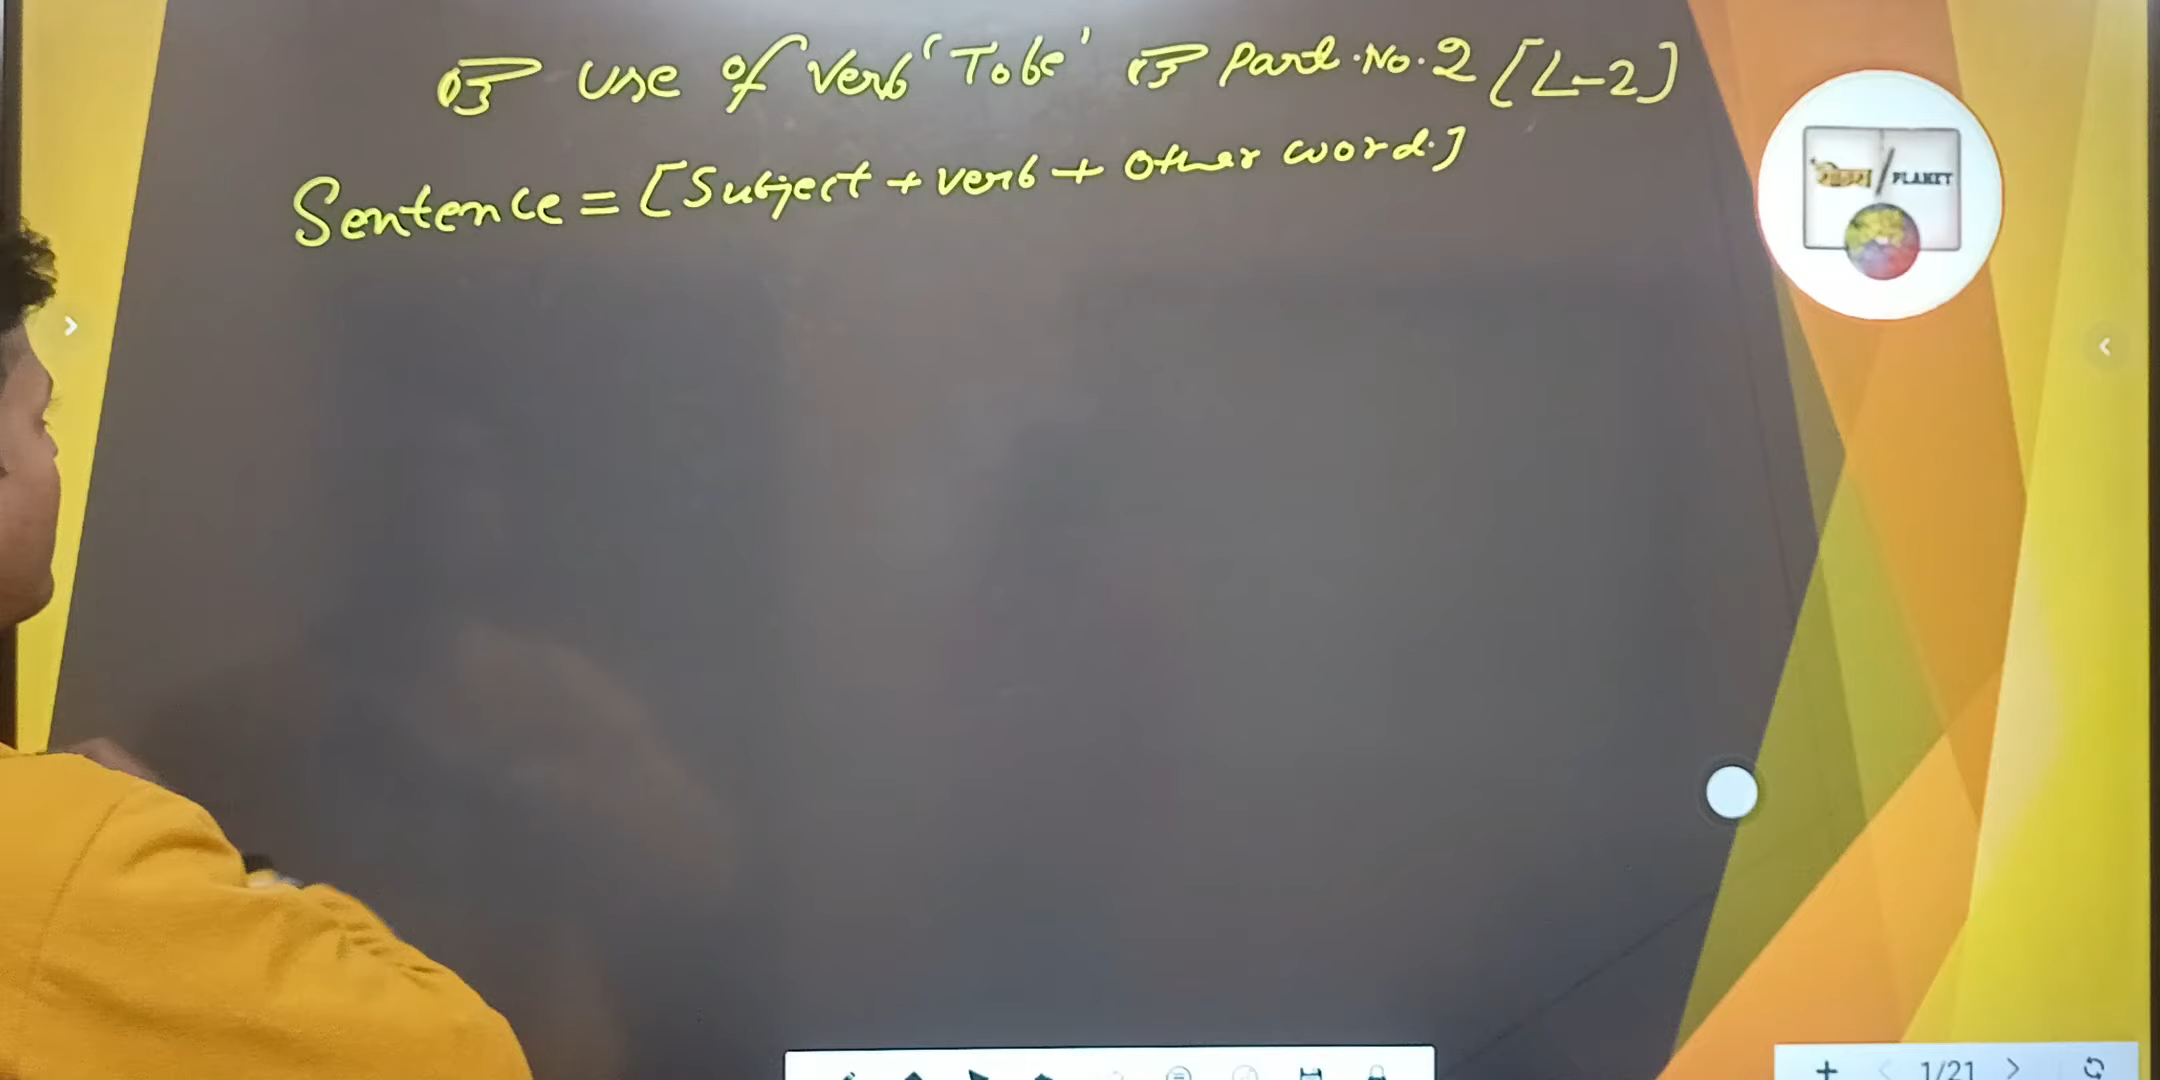 ☞ Use of Verb 'To be' ☞ Part.No.2 [L-2]
Sentence = [Subject + verb + Other word.]
PLANET
1/21